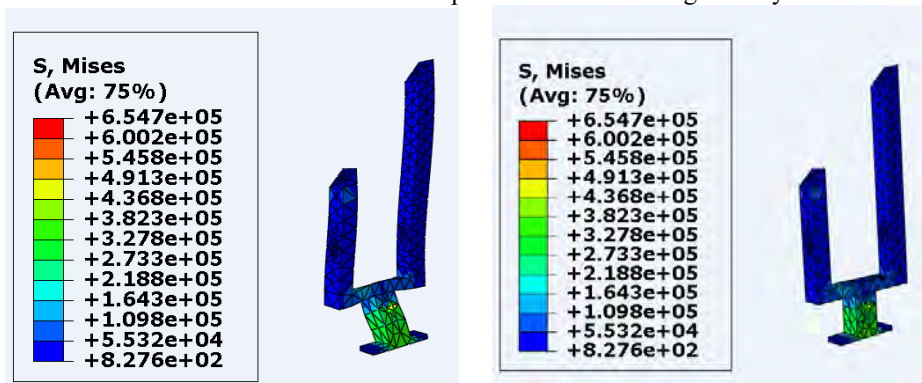 S, Mises
(Avg: 75%)
+6.547e+05
+6.002e+05
+5.458e+05
+4.913e+05
+4.368e+05
+3.823e+05
+3.278e+05
+2.733e+05
+2.188e+05
+1.643e+05
+1.098e+05
+5.532e+04
+8.276e+02
S, Mises
(Avg: 75%)
+6.547e+05
+6.002e+05
+5.458e+05
+4.913e+05
+4.368e+05
+3.823e+05
+3.278e+05
+2.733e+05
+2.188e+05
+1.643e+05
+1.098e+05
+5.532e+04
+8.276e+02